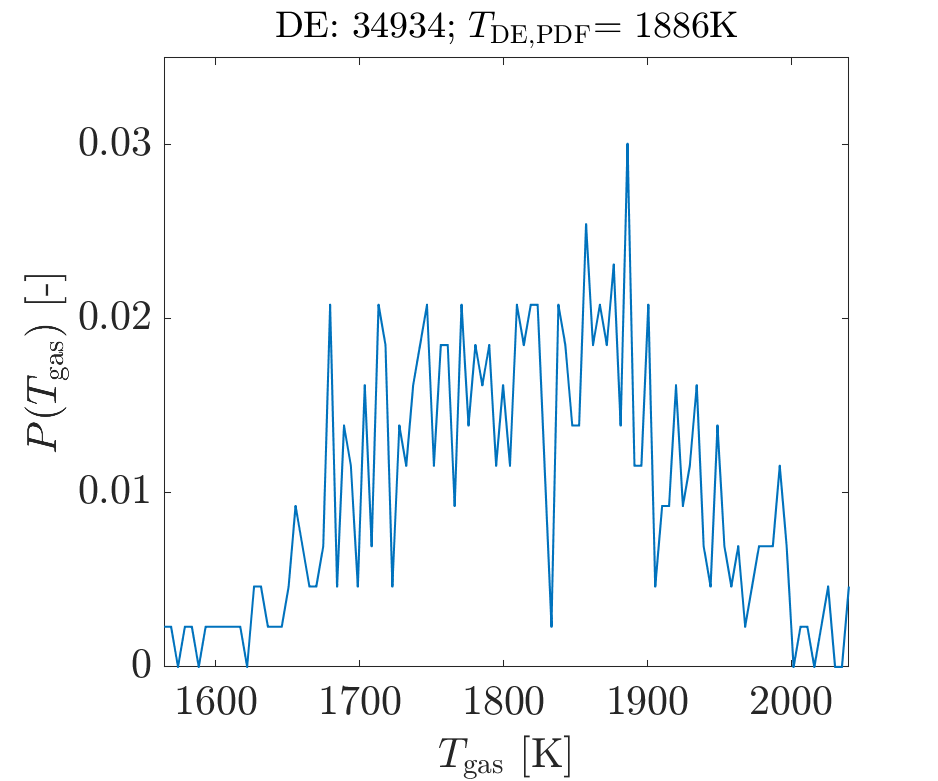 DE: 34934; T_DE,PDF= 1886K
0.03
0.02
0.01
0
P(T_gas) [-]
1600 1700 1800 1900 2000
T_gas [K]